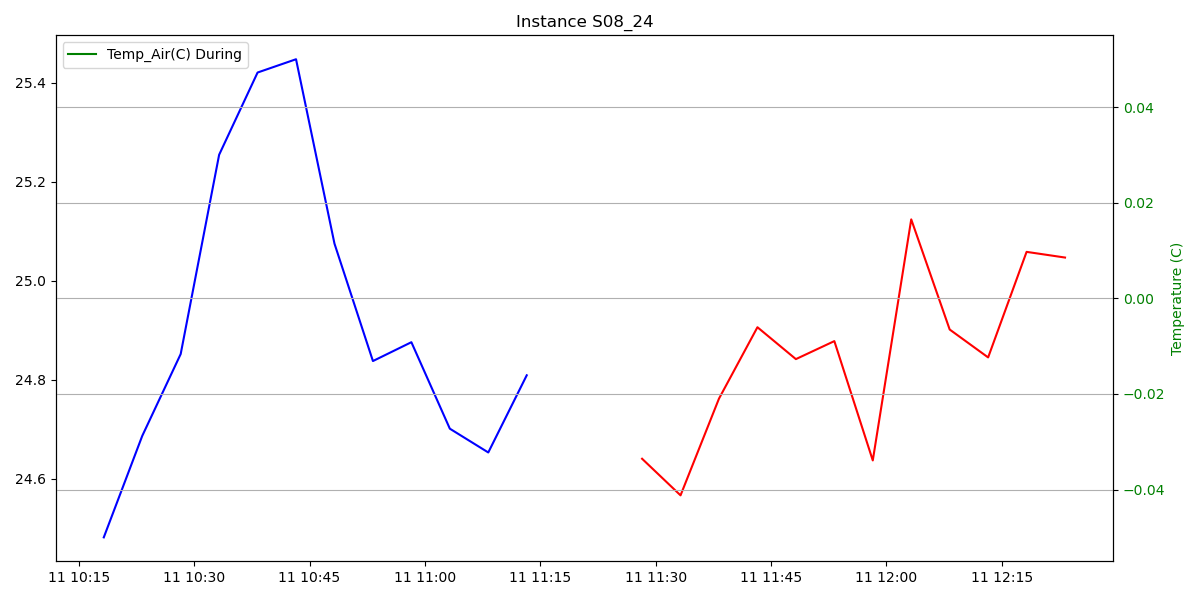 Instance S08_24
Temp_Air(C) During
25.4
25.2
25.0
24.8
24.6
0.04
0.02
0.00
−0.02
−0.04
Temperature (C)
11 10:15 11 10:30 11 10:45 11 11:00 11 11:15 11 11:30 11 11:45 11 12:00 11 12:15